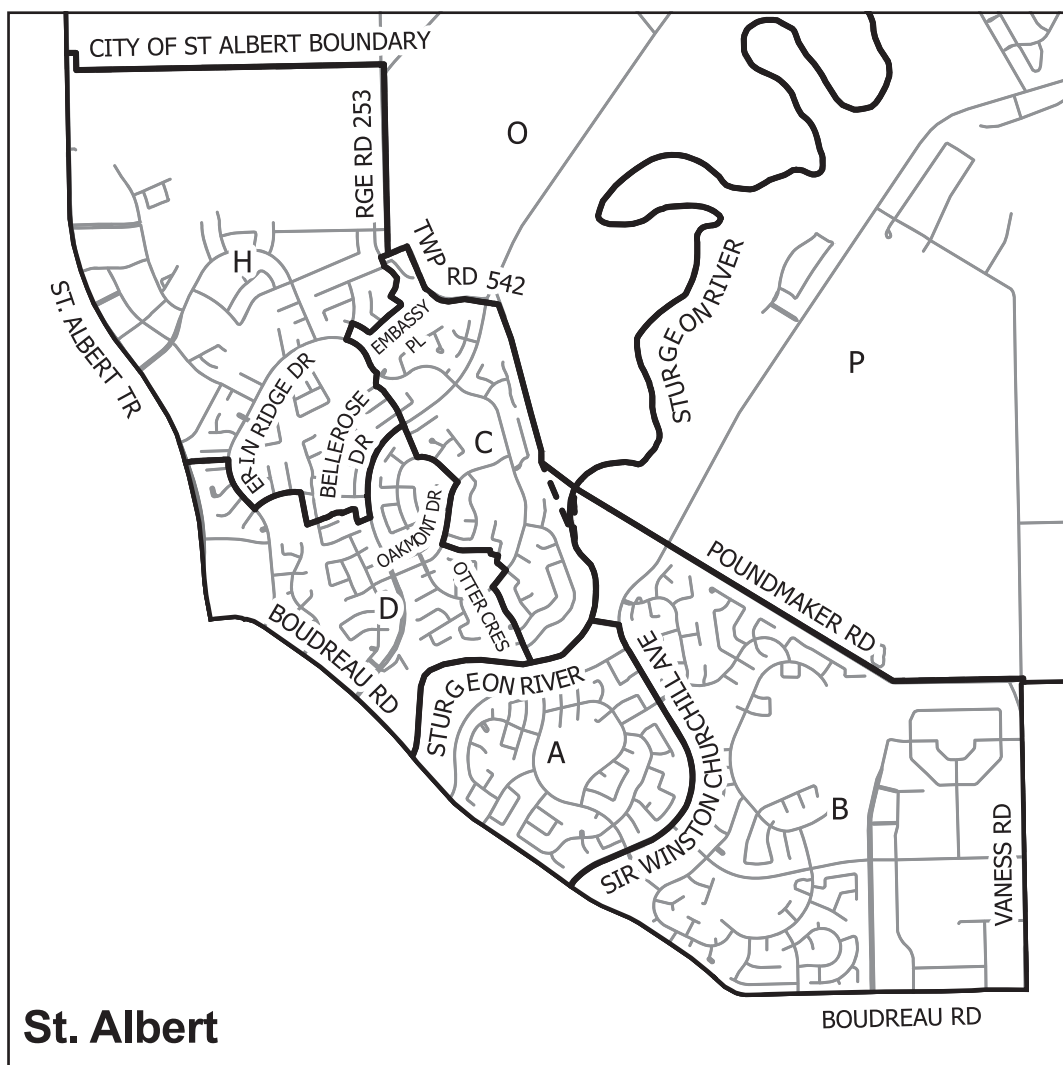 CITY OF ST ALBERT BOUNDARY
RGE RD 253
O
TWP
RD 542
H
STURGEON RIVER
ST. ALBERT TR
EMBASSY
PL
P
ERIN RIDGE DR
BELLEROSE
DR
C
OAKMONT DR
POUNDMAKER RD
OTTER CRES
D
BOUDREAU RD
SIR WINSTON CHURCHILL AVE
STURGEON RIVER
A
B
VANESS RD
St. Albert
BOUDREAU RD